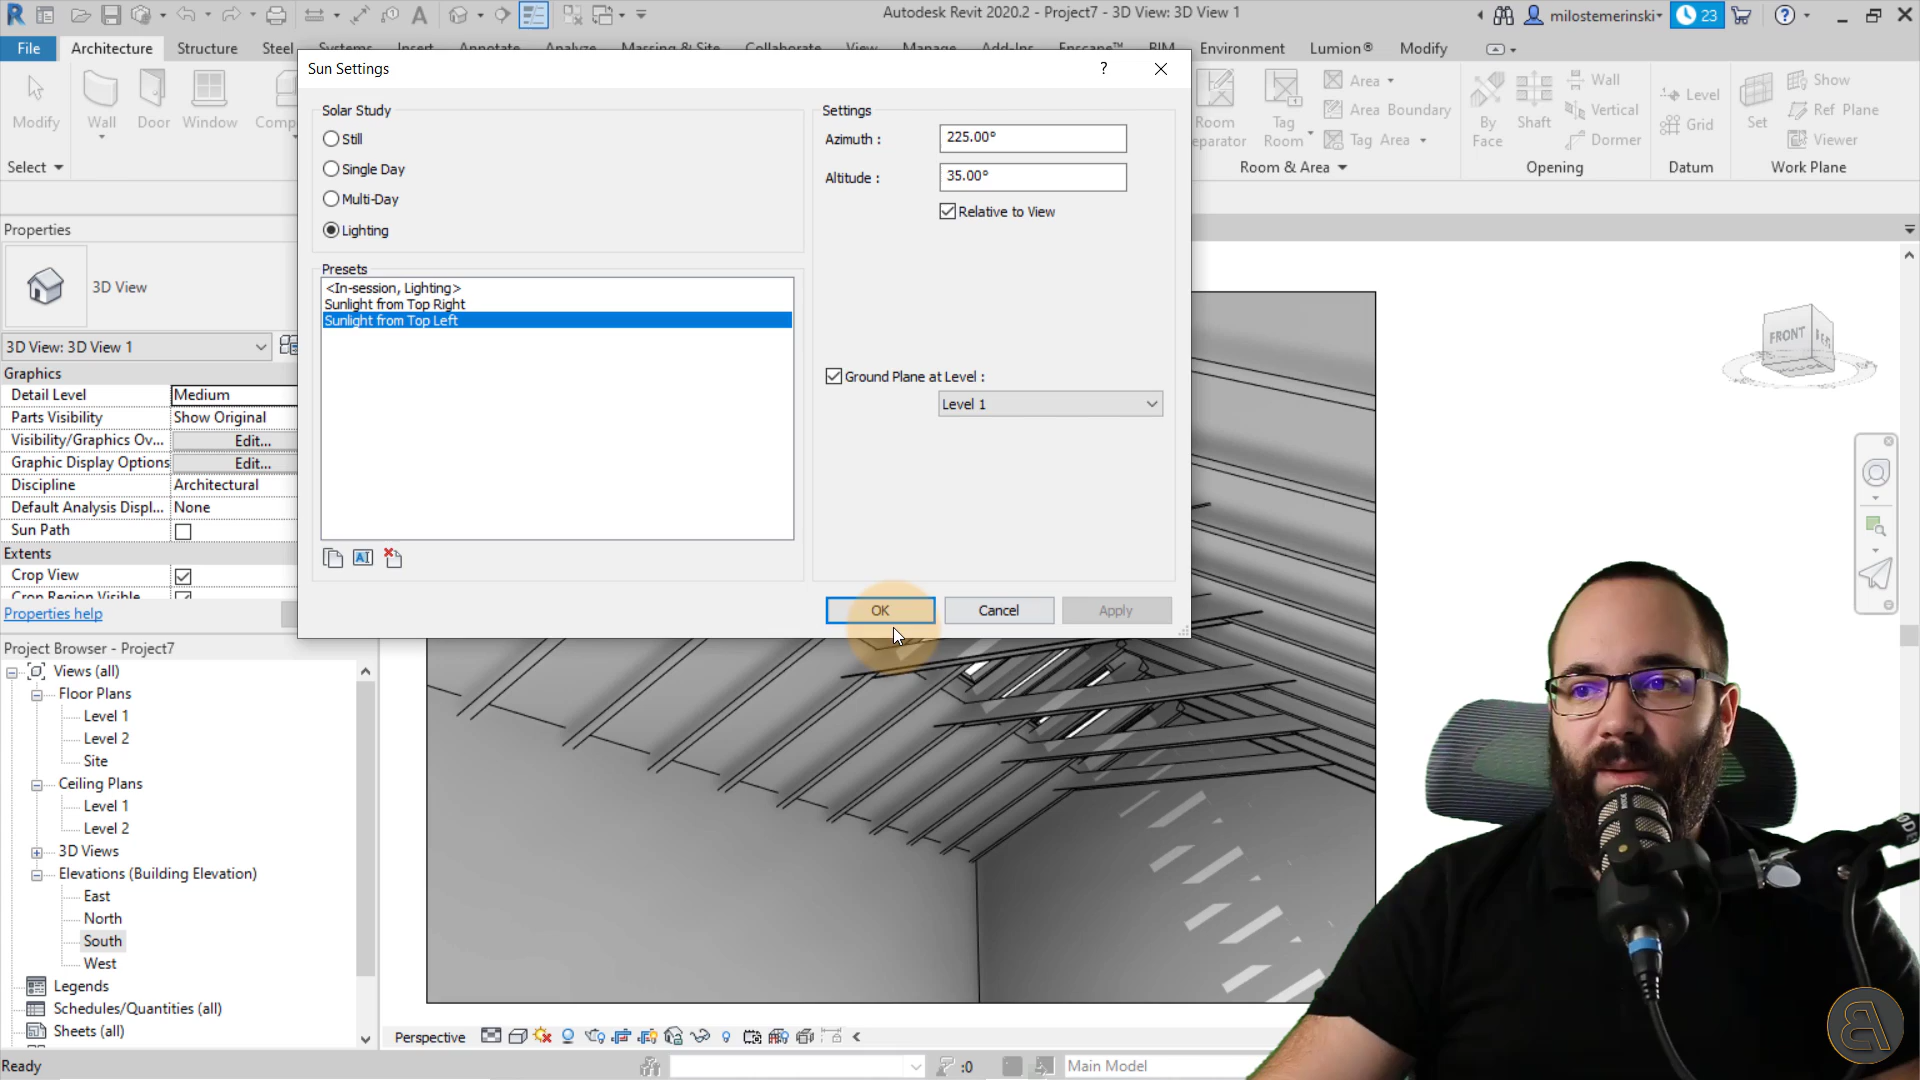 Autodesk Revit 2020.2 - Project7 - 3D View: 3D View 1
milostemerinski
23
File
Architecture
Structure
Steel
Environment
Lumion®
Modify
Modify
Wall
Door
Window
Select
Room
Tag
Room
Area
Area Boundary
Tag Area
By
Face
Shaft
Wall
Vertical
Dormer
Level
Grid
Set
Show
Ref Plane
Viewer
Room & Area
Opening
Datum
Work Plane
Sun Settings
Solar Study
Still
Single Day
Multi-Day
Lighting
Presets
<In-session, Lighting>
Sunlight from Top Right
Sunlight from Top Left
Settings
Azimuth :
225.00°
Altitude :
35.00°
Relative to View
Ground Plane at Level :
Level 1
OK
Cancel
Apply
Properties
3D View
3D View: 3D View 1
Graphics
Detail Level
Medium
Parts Visibility
Show Original
Visibility/Graphics Ov...
Edit...
Graphic Display Options
Edit...
Discipline
Architectural
Default Analysis Displ...
None
Sun Path
Extents
Crop View
Crop Region Visible
Properties help
Project Browser - Project7
Views (all)
Floor Plans
Level 1
Level 2
Site
Ceiling Plans
Level 1
Level 2
3D Views
Elevations (Building Elevation)
East
North
South
West
Legends
Schedules/Quantities (all)
Sheets (all)
FRONT
Perspective
Ready
:0
Main Model